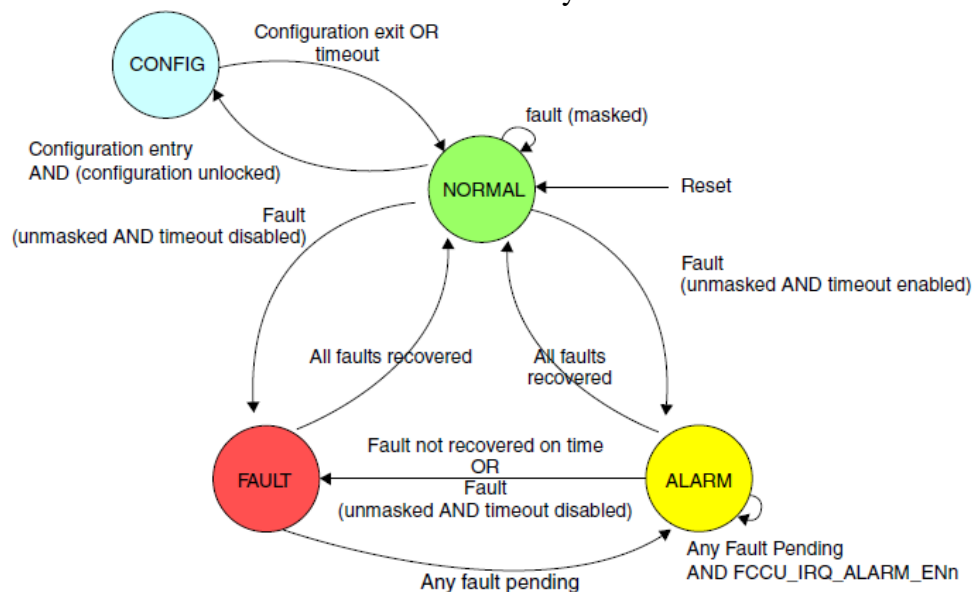 Configuration exit OR
timeout
CONFIG
fault (masked)
Configuration entry
AND (configuration unlocked)
NORMAL
Reset
Fault
(unmasked AND timeout disabled)
Fault
(unmasked AND timeout enabled)
All faults recovered
All faults
recovered
Fault not recovered on time
OR
Fault
(unmasked AND timeout disabled)
FAULT
ALARM
Any Fault Pending
AND FCCU_IRQ_ALARM_ENn
Any fault pending